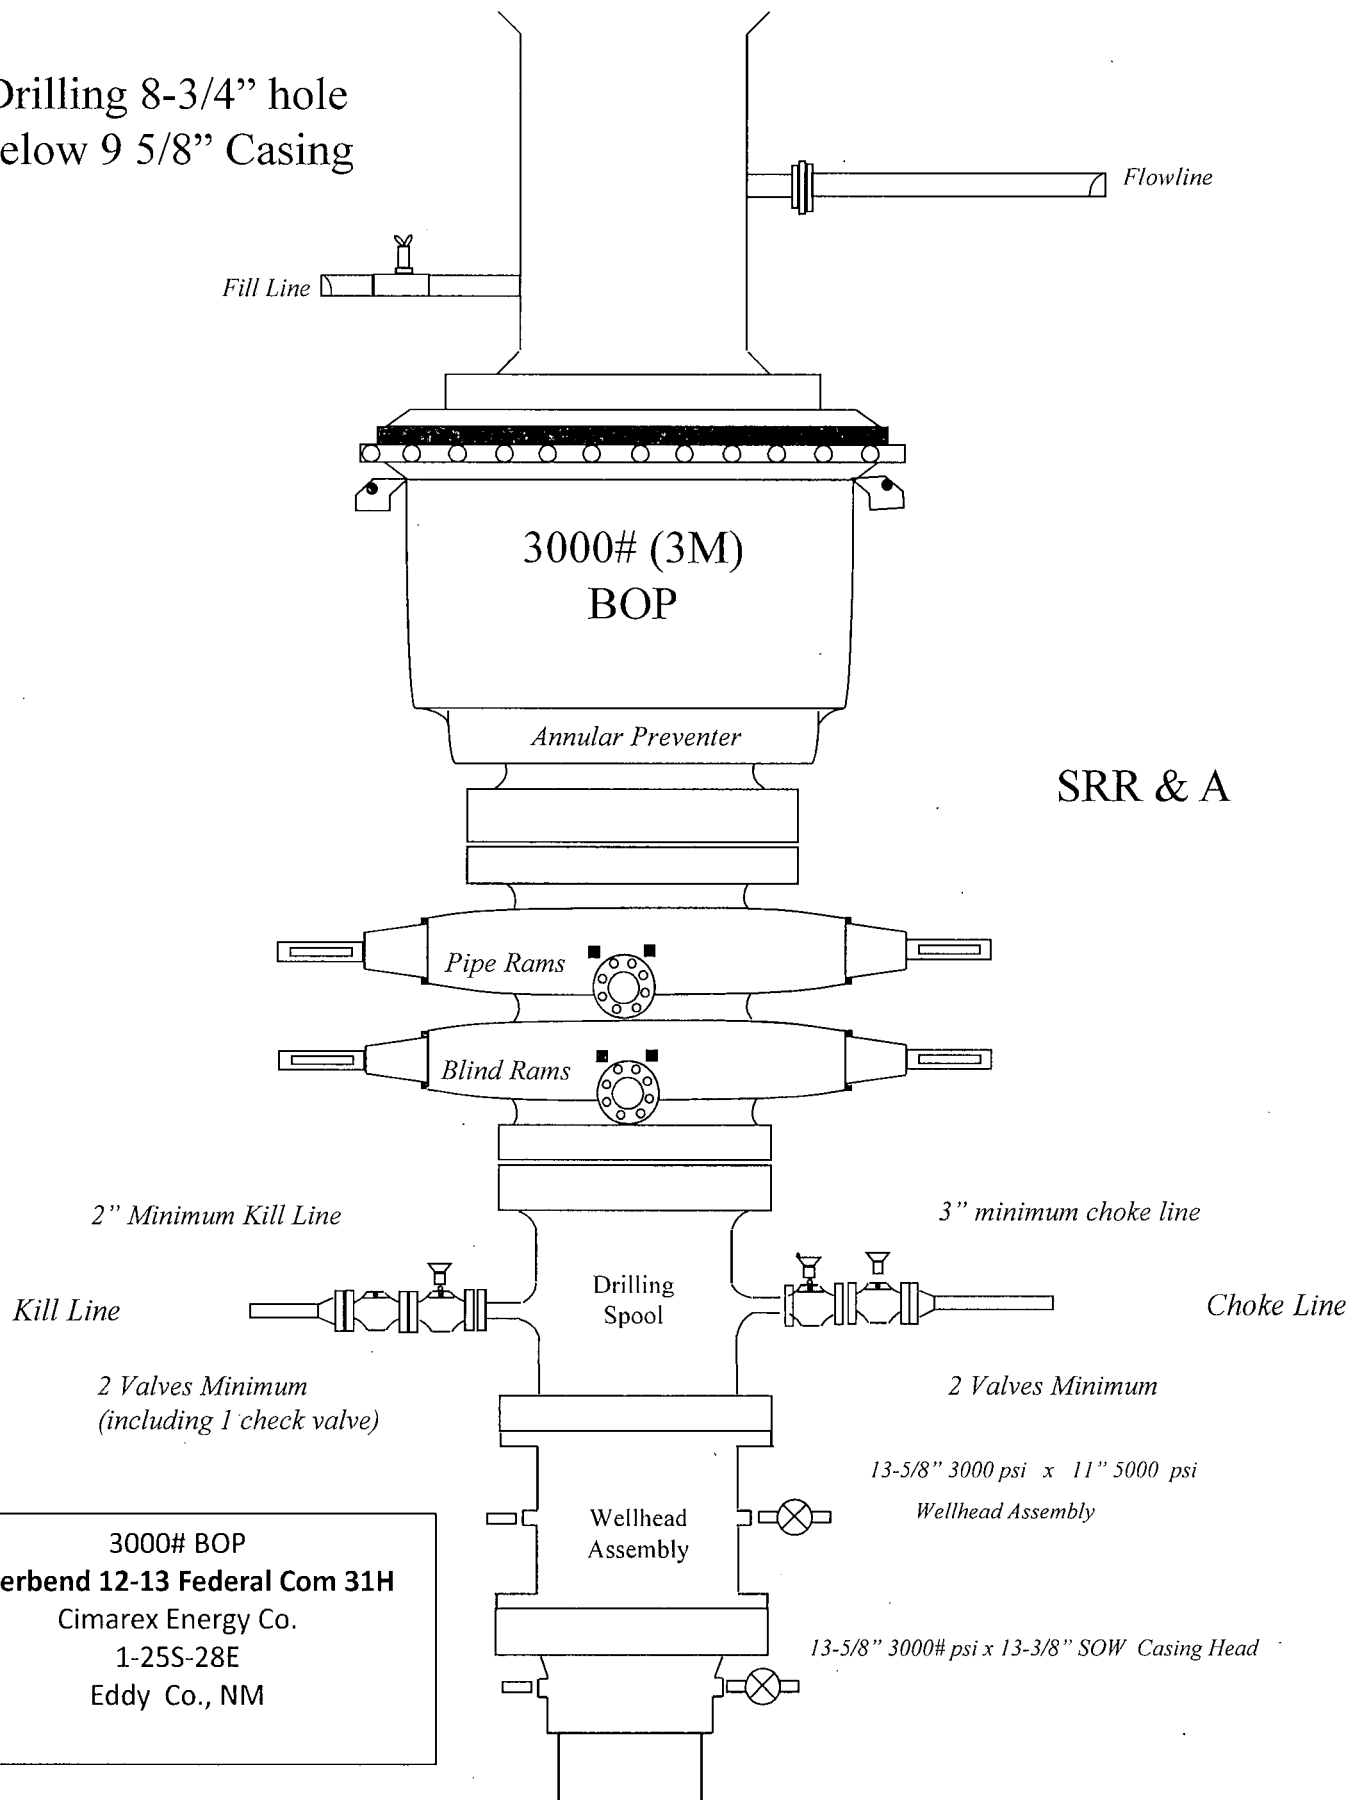 Drilling 8-3/4” hole
elow 9 5/8” Casing
Flowline
Fill Line
3000# (3M)
BOP
Annular Preventer
SRR & A
Pipe Rams
Blind Rams
2” Minimum Kill Line
3” minimum choke line
Drilling
Spool
Kill Line
Choke Line
2 Valves Minimum
(including 1 check valve)
2 Valves Minimum
13-5/8” 3000 psi x 11” 5000 psi
Wellhead Assembly
Wellhead
Assembly
3000# BOP
erbend 12-13 Federal Com 31H
Cimarex Energy Co.
1-25S-28E
Eddy Co., NM
13-5/8” 3000# psi x 13-3/8” SOW Casing Head